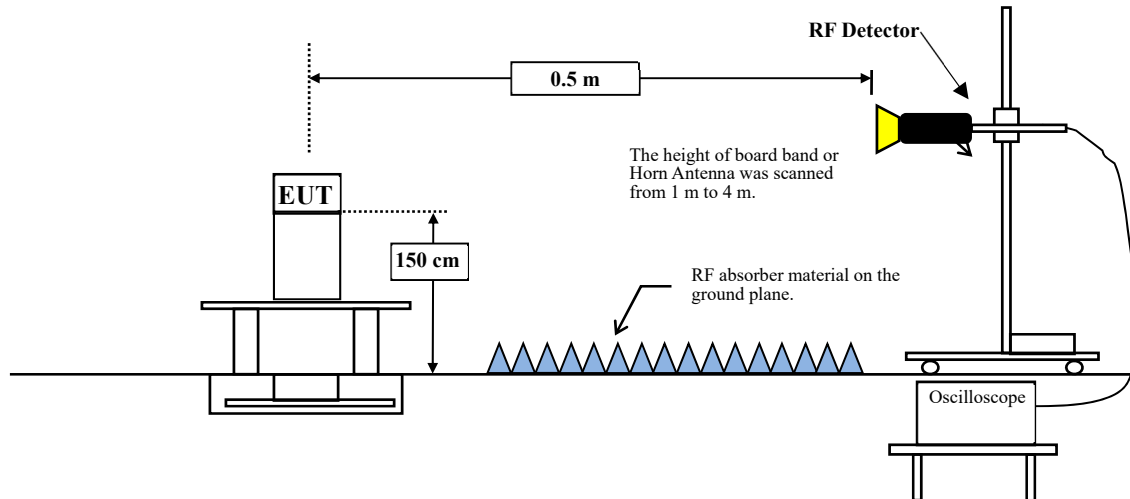 RF Detector
0.5 m
The height of board band or
Horn Antenna was scanned
from 1 m to 4 m.
EUT
150 cm
RF absorber material on the
ground plane.
Oscilloscope